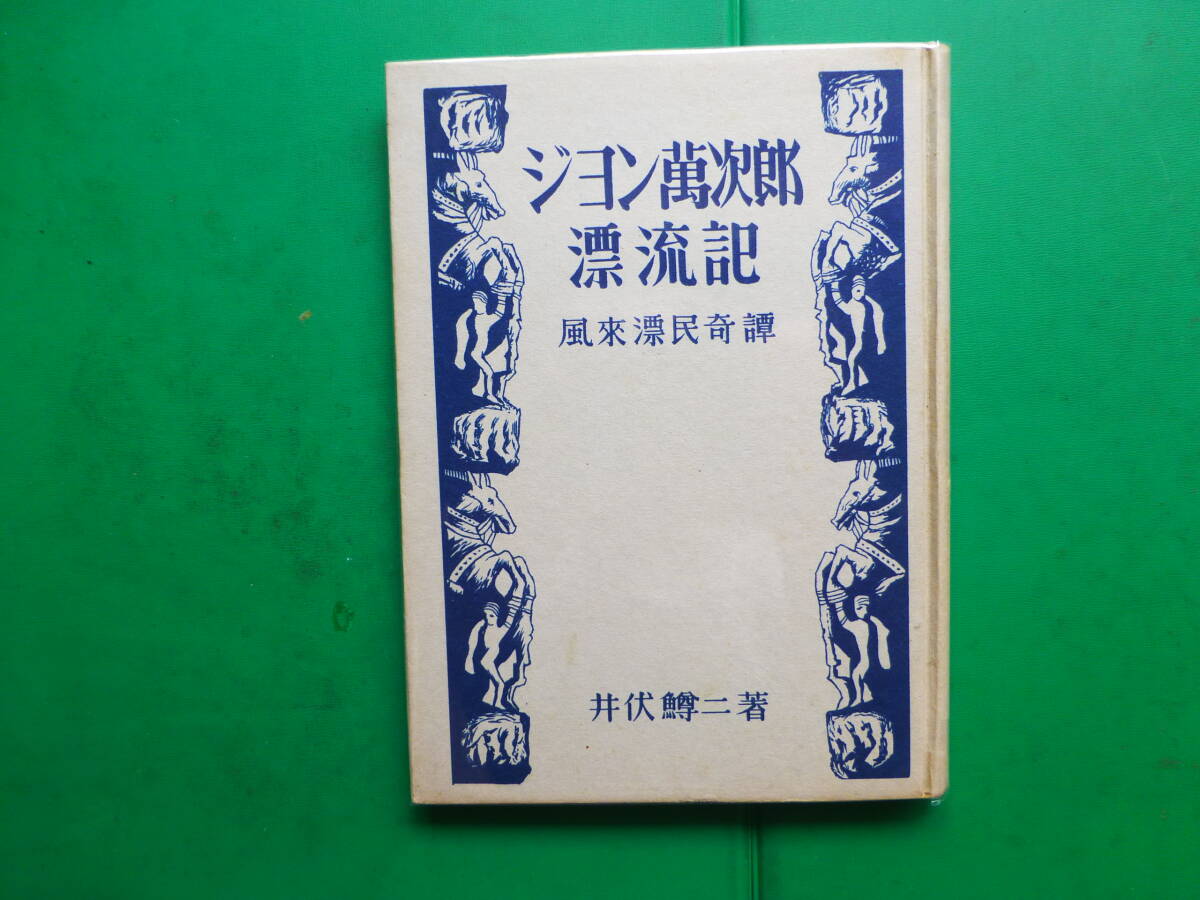 ジヨン萬次郎
漂流記
風來漂民奇譚
井伏鱒二著